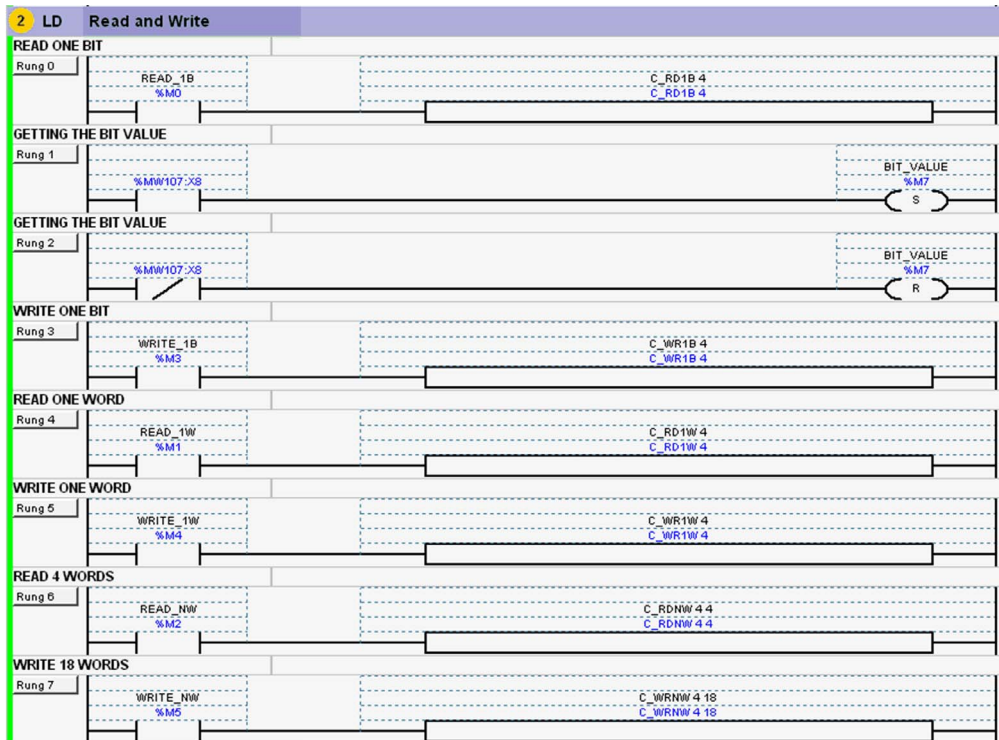 2 LD Read and Write
READ ONE BIT
Rung 0
READ_1B
%M0
C_RD1B 4
C_RD1B 4
GETTING THE BIT VALUE
Rung 1
%MW107:X8
BIT_VALUE
%M7
S
GETTING THE BIT VALUE
Rung 2
%MW107:X8
BIT_VALUE
%M7
R
WRITE ONE BIT
Rung 3
WRITE_1B
%M3
C_WR1B 4
C_WR1B 4
READ ONE WORD
Rung 4
READ_1W
%M1
C_RD1W 4
C_RD1W 4
WRITE ONE WORD
Rung 5
WRITE_1W
%M4
C_WR1W 4
C_WR1W 4
READ 4 WORDS
Rung 6
READ_NW
%M2
C_RDNW 4 4
C_RDNW 4 4
WRITE 18 WORDS
Rung 7
WRITE_NW
%M5
C_WRNW 4 18
C_WRNW 4 18